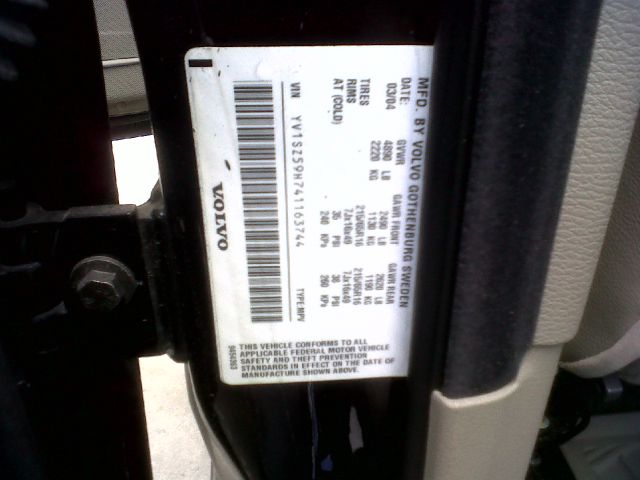 MFD. BY VOLVO GOTHENBURG SWEDEN
DATE: GVWR GAWR FRONT GAWR REAR
03/04 4890 LB 2490 LB 2620 LB
2220 KG 1130 KG 1190 KG
TIRES 215/65R16 215/65R16
RIMS 7Jx16x49 7Jx16x49
AT (COLD) 35 PSI 38 PSI
240 KPa 260 KPa
VIN YV1SZ59H741163744 TYPE:MPV
VOLVO
THIS VEHICLE CONFORMS TO ALL
APPLICABLE FEDERAL MOTOR VEHICLE
SAFETY AND THEFT PREVENTION
STANDARDS IN EFFECT ON THE DATE OF
MANUFACTURE SHOWN ABOVE.